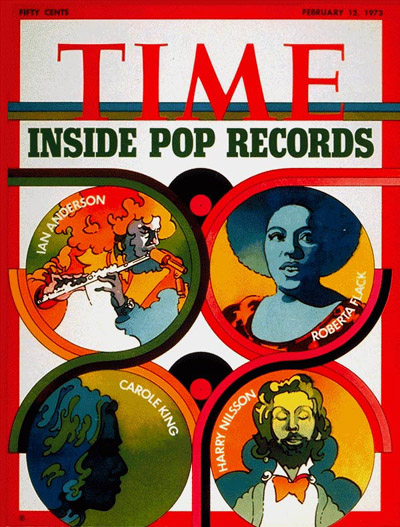 FIFTY CENTS
FEBRUARY 12, 1973
TIME
INSIDE POP RECORDS
IAN ANDERSON
ROBERTA FLACK
CAROLE KING
HARRY NILSSON